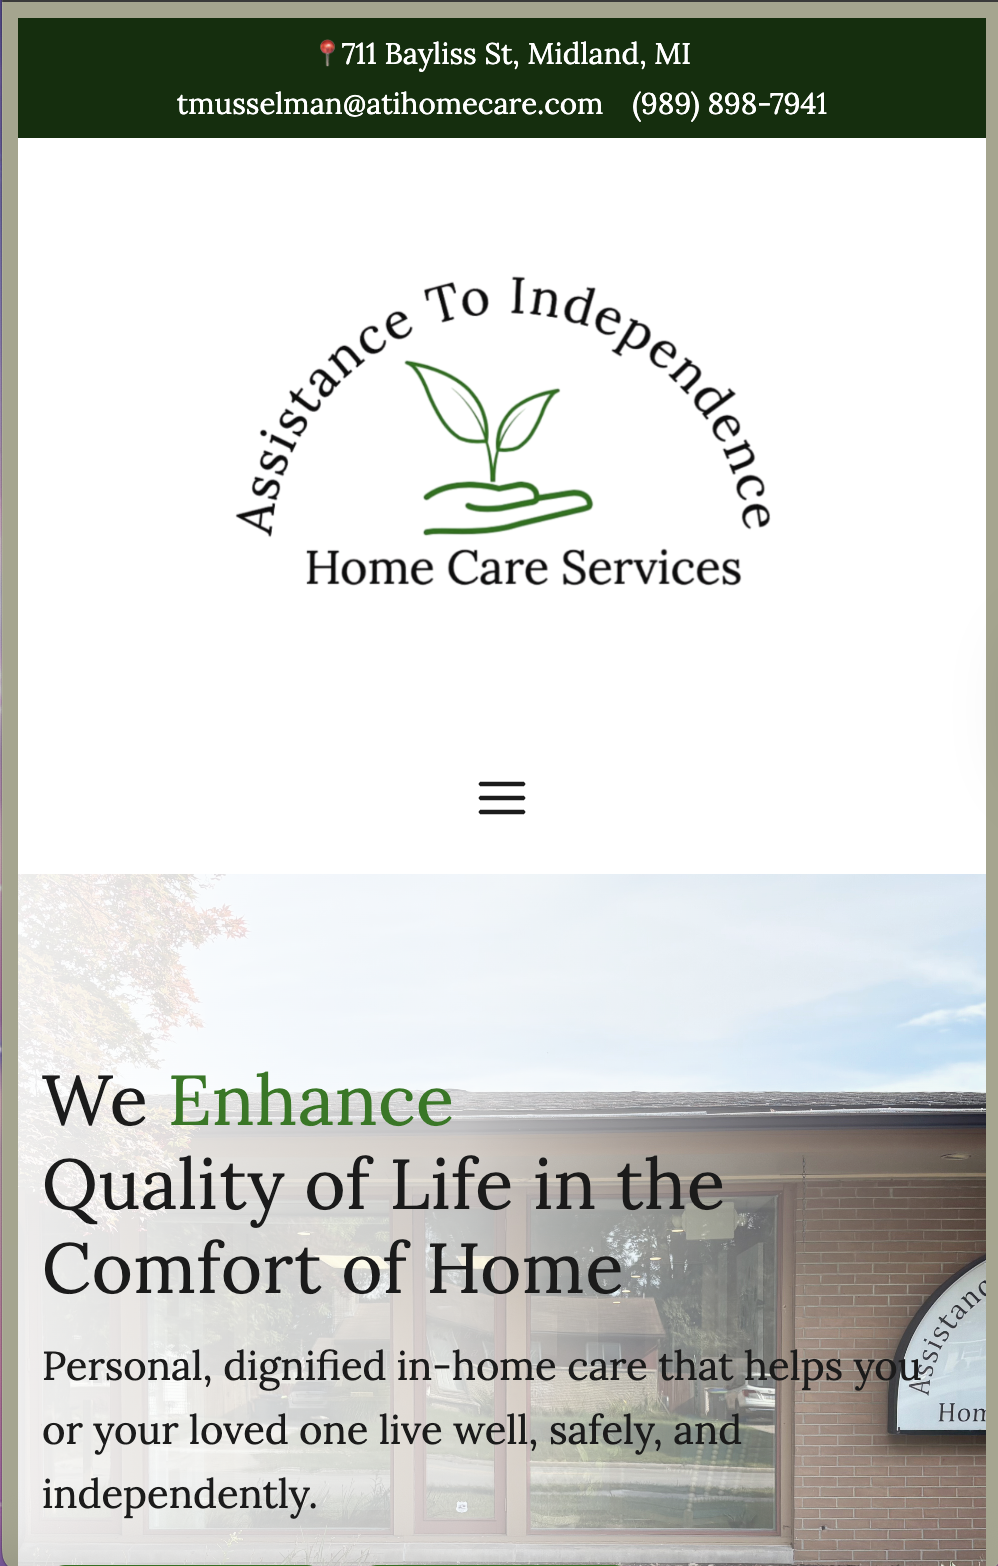 📍711 Bayliss St, Midland, MI
tmusselman@atihomecare.com (989) 898-7941
Assistance To Independence
Home Care Services
We Enhance
Quality of Life in the
Comfort of Home
Personal, dignified in-home care that helps you
or your loved one live well, safely, and
independently.